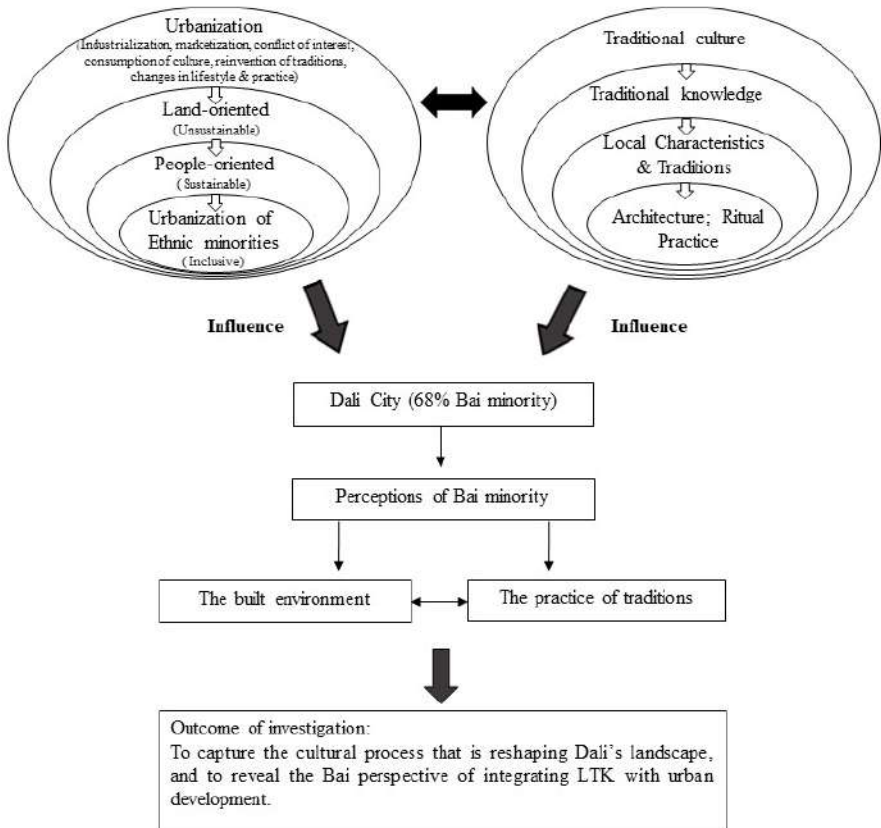 Urbanization
(Industrialization, marketization, conflict of interest,
consumption of culture, reinvention of traditions,
changes in lifestyle & practice)
Land-oriented
(Unsustainable)
People-oriented
(Sustainable)
Urbanization of
Ethnic minorities
(Inclusive)
Traditional culture
Traditional knowledge
Local Characteristics
& Traditions
Architecture; Ritual
Practice
Influence
Influence
Dali City (68% Bai minority)
Perceptions of Bai minority
The built environment
The practice of traditions
Outcome of investigation:
To capture the cultural process that is reshaping Dali's landscape,
and to reveal the Bai perspective of integrating LTK with urban
development.